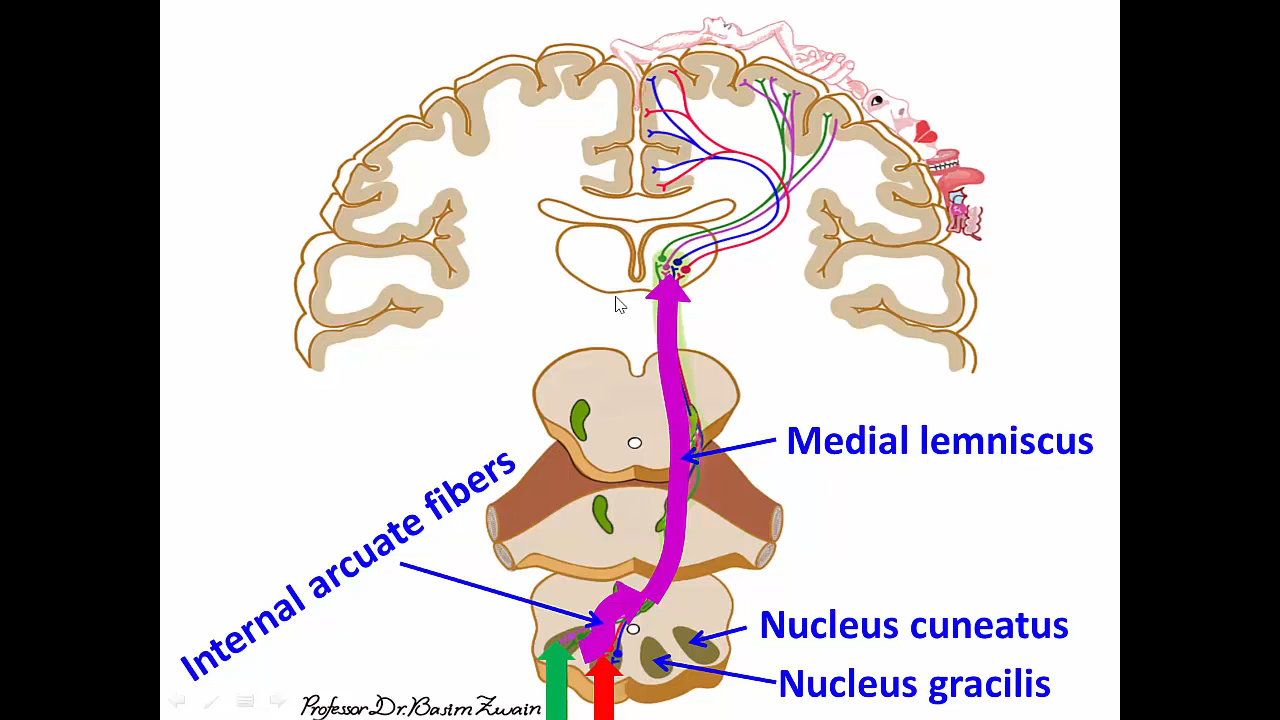 Medial lemniscus
Internal arcuate fibers
Nucleus cuneatus
Nucleus gracilis
Professor Dr. Basim Zwain